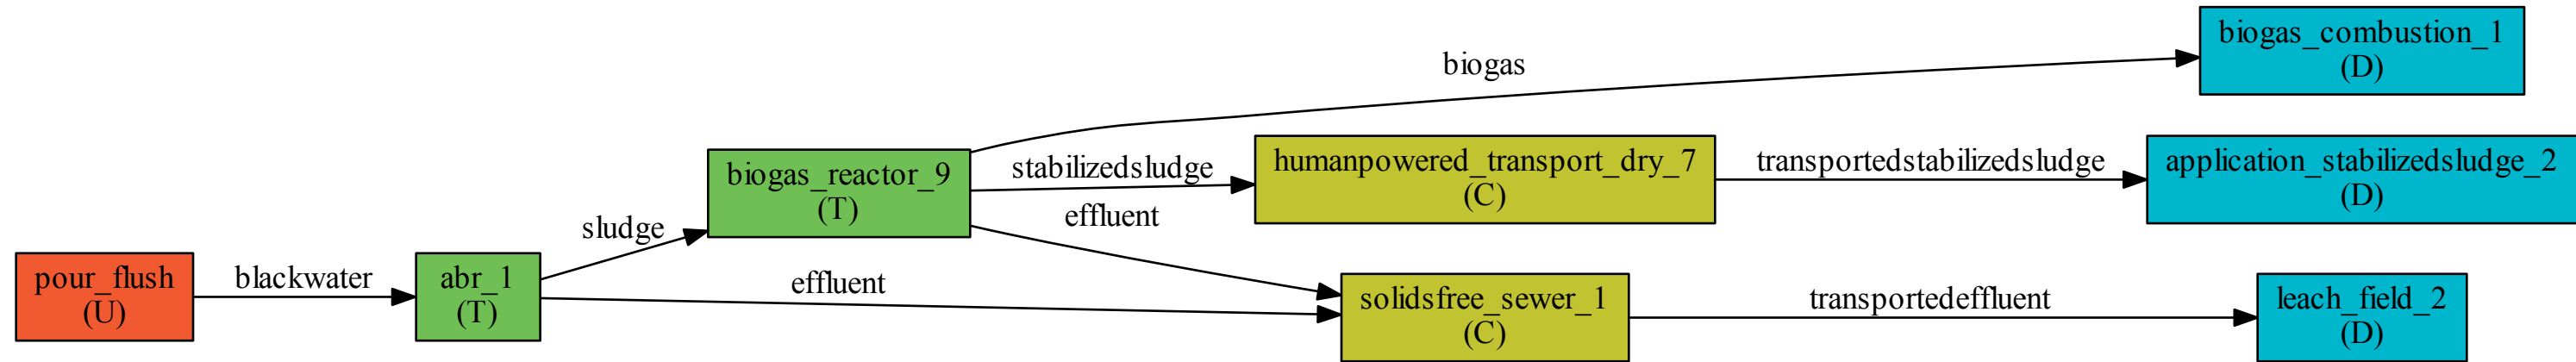 pour_flush
(U)
blackwater
abr_1
(T)
sludge
effluent
biogas_reactor_9
(T)
biogas
stabilizedsludge
effluent
humanpowered_transport_dry_7
(C)
solidsfree_sewer_1
(C)
transportedstabilizedsludge
transportedeffluent
biogas_combustion_1
(D)
application_stabilizedsludge_2
(D)
leach_field_2
(D)